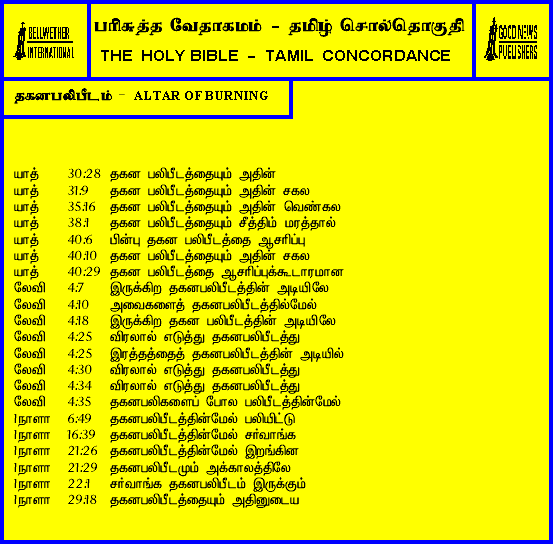 BELLWETHER
INTERNATIONAL
பரிசுத்த வேதாகமம் - தமிழ் சொல்தொகுதி
THE HOLY BIBLE - TAMIL CONCORDANCE
GOOD NEWS
PUBLISHERS
தகனபலிபீடம் - ALTAR OF BURNING
யாத் 30:28 தகன பலிபீடத்தையும் அதின்
யாத் 31:9 தகன பலிபீடத்தையும் அதின் சகல
யாத் 35:16 தகன பலிபீடத்தையும் அதின் வெண்கல
யாத் 38:1 தகன பலிபீடத்தையும் சீத்திம் மரத்தால்
யாத் 40:6 பின்பு தகன பலிபீடத்தை ஆசரிப்பு
யாத் 40:10 தகன பலிபீடத்தையும் அதின் சகல
யாத் 40:29 தகன பலிபீடத்தை ஆசரிப்புக்கூடாரமான
லேவி 4:7 இருக்கிற தகனபலிபீடத்தின் அடியிலே
லேவி 4:10 அவைகளைத் தகனபலிபீடத்தில்மேல்
லேவி 4:18 இருக்கிற தகன பலிபீடத்தின் அடியிலே
லேவி 4:25 விரலால் எடுத்து தகனபலிபீடத்து
லேவி 4:25 இரத்தத்தைத் தகனபலிபீடத்தின் அடியில்
லேவி 4:30 விரலால் எடுத்து தகனபலிபீடத்து
லேவி 4:34 விரலால் எடுத்து தகனபலிபீடத்து
லேவி 4:35 தகனபலிகளைப் போல பலிபீடத்தின்மேல்
1நாளா 6:49 தகனபலிபீடத்தின்மேல் பலியிட்டு
1நாளா 16:39 தகனபலிபீடத்தின்மேல் சர்வாங்க
1நாளா 21:26 தகனபலிபீடத்தின்மேல் இறங்கின
1நாளா 21:29 தகனபலிபீடமும் அக்காலத்திலே
1நாளா 22:1 சர்வாங்க தகனபலிபீடம் இருக்கும்
1நாளா 29:18 தகனபலிபீடத்தையும் அதினுடைய